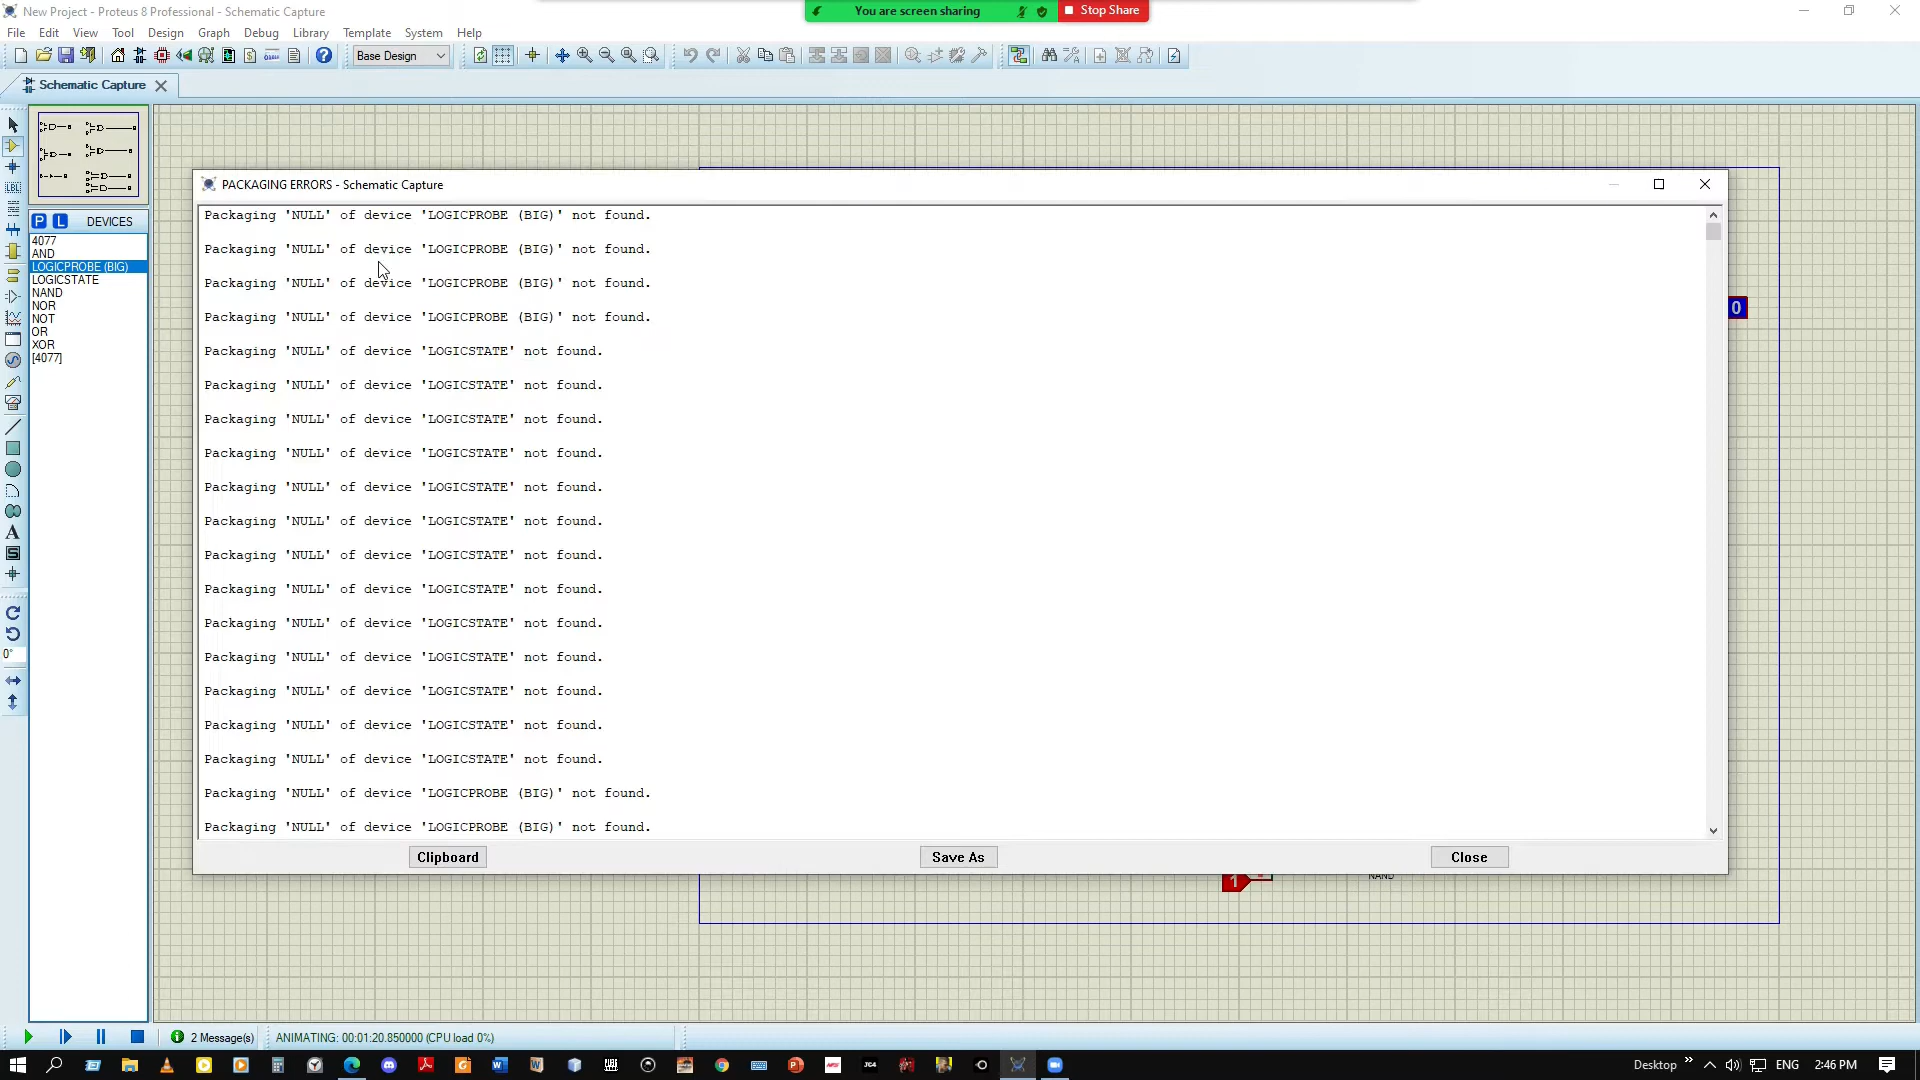 New Project - Proteus 8 Professional - Schematic Capture
You are screen sharing
Stop Share
File Edit View Tool Design Graph Debug Library Template System Help
Base Design
Schematic Capture
P L DEVICES
4077
AND
LOGICPROBE (BIG)
LOGICSTATE
NAND
NOR
NOT
OR
XOR
[4077]
PACKAGING ERRORS - Schematic Capture
Packaging 'NULL' of device 'LOGICPROBE (BIG)' not found.
Packaging 'NULL' of device 'LOGICPROBE (BIG)' not found.
Packaging 'NULL' of device 'LOGICPROBE (BIG)' not found.
Packaging 'NULL' of device 'LOGICPROBE (BIG)' not found.
Packaging 'NULL' of device 'LOGICSTATE' not found.
Packaging 'NULL' of device 'LOGICSTATE' not found.
Packaging 'NULL' of device 'LOGICSTATE' not found.
Packaging 'NULL' of device 'LOGICSTATE' not found.
Packaging 'NULL' of device 'LOGICSTATE' not found.
Packaging 'NULL' of device 'LOGICSTATE' not found.
Packaging 'NULL' of device 'LOGICSTATE' not found.
Packaging 'NULL' of device 'LOGICSTATE' not found.
Packaging 'NULL' of device 'LOGICSTATE' not found.
Packaging 'NULL' of device 'LOGICSTATE' not found.
Packaging 'NULL' of device 'LOGICSTATE' not found.
Packaging 'NULL' of device 'LOGICSTATE' not found.
Packaging 'NULL' of device 'LOGICSTATE' not found.
Packaging 'NULL' of device 'LOGICPROBE (BIG)' not found.
Packaging 'NULL' of device 'LOGICPROBE (BIG)' not found.
Clipboard Save As Close
0
1
NAND
0°
2 Message(s) ANIMATING: 00:01:20.850000 (CPU load 0%)
Desktop ENG 2:46 PM